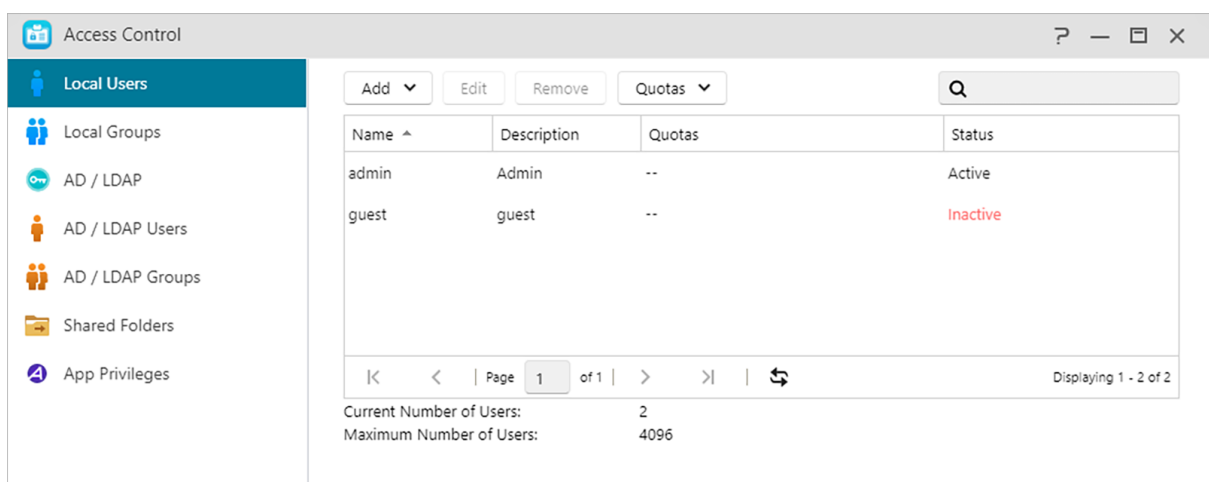 Access Control
Local Users
Local Groups
AD / LDAP
AD / LDAP Users
AD / LDAP Groups
Shared Folders
App Privileges
Add Edit Remove Quotas
Name Description Quotas Status
admin Admin -- Active
guest guest -- Inactive
Page 1 of 1 Displaying 1 - 2 of 2
Current Number of Users: 2
Maximum Number of Users: 4096